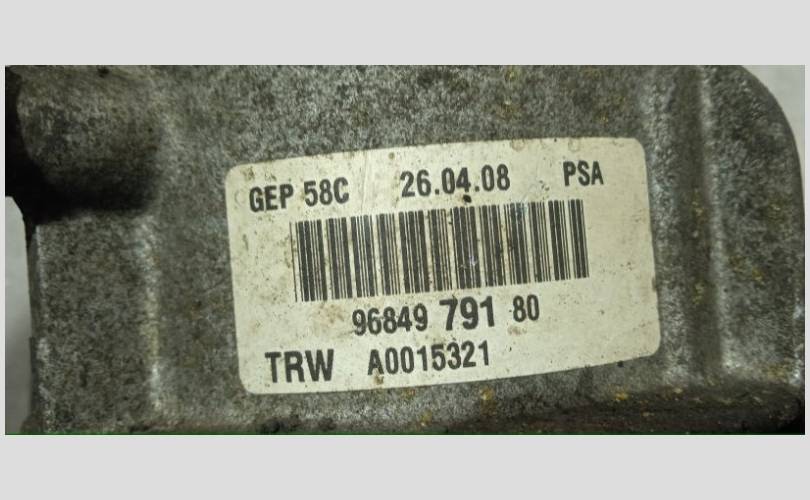 GEP 58C 26.04.08 PSA
96849 791 80
TRW A0015321